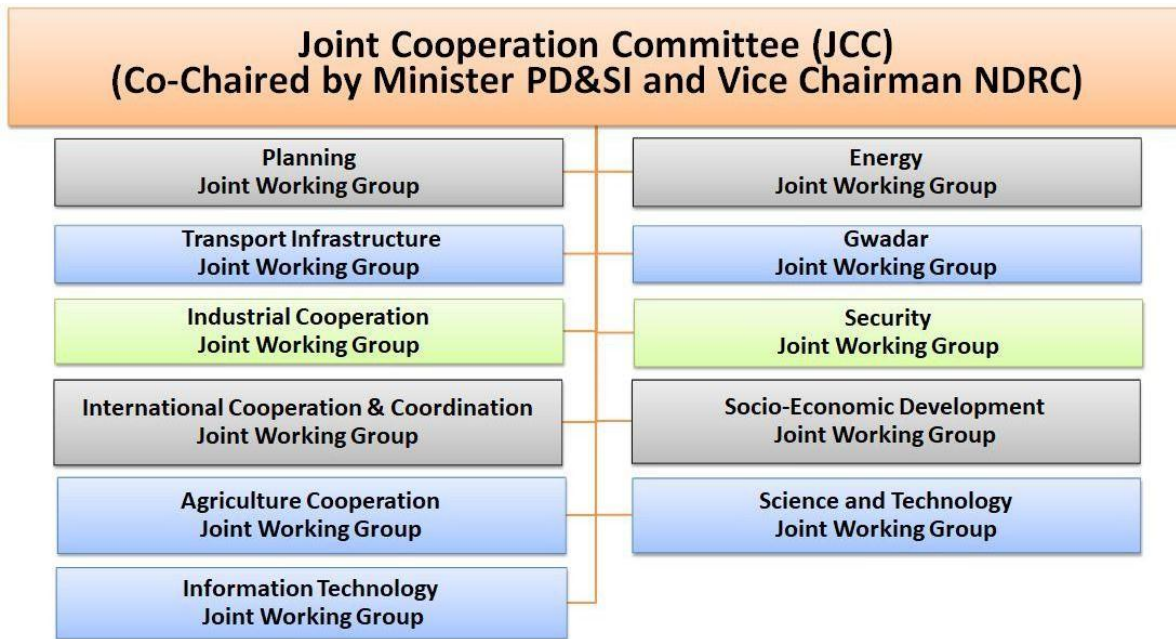 Joint Cooperation Committee (JCC)
(Co-Chaired by Minister PD&SI and Vice Chairman NDRC)
Planning
Joint Working Group
Energy
Joint Working Group
Transport Infrastructure
Joint Working Group
Gwadar
Joint Working Group
Industrial Cooperation
Joint Working Group
Security
Joint Working Group
International Cooperation & Coordination
Joint Working Group
Socio-Economic Development
Joint Working Group
Agriculture Cooperation
Joint Working Group
Science and Technology
Joint Working Group
Information Technology
Joint Working Group